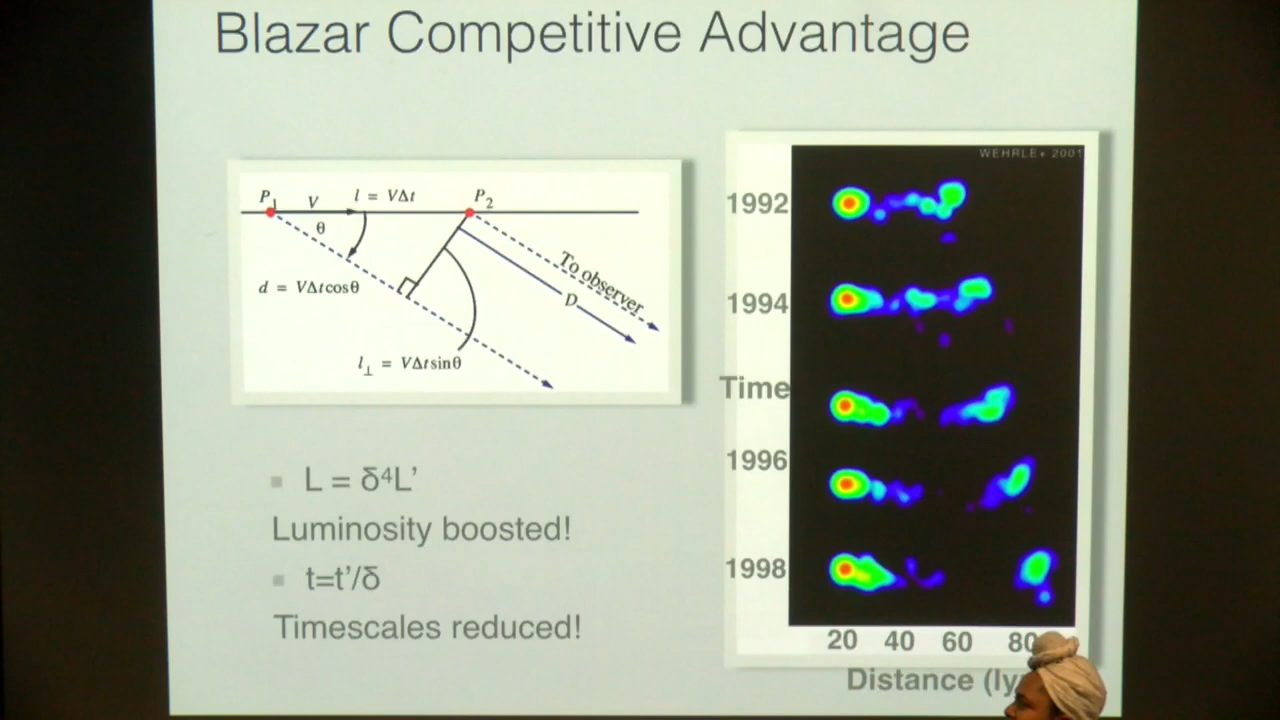 Blazar Competitive Advantage
P1 V l = VΔt P2
θ
d = VΔtcosθ
To observer
D
l⊥ = VΔtsinθ
L = δ⁴L’
Luminosity boosted!
t=t’/δ
Timescales reduced!
WEHRLE+ 2001
1992
1994
Time
1996
1998
20 40 60 80
Distance (ly